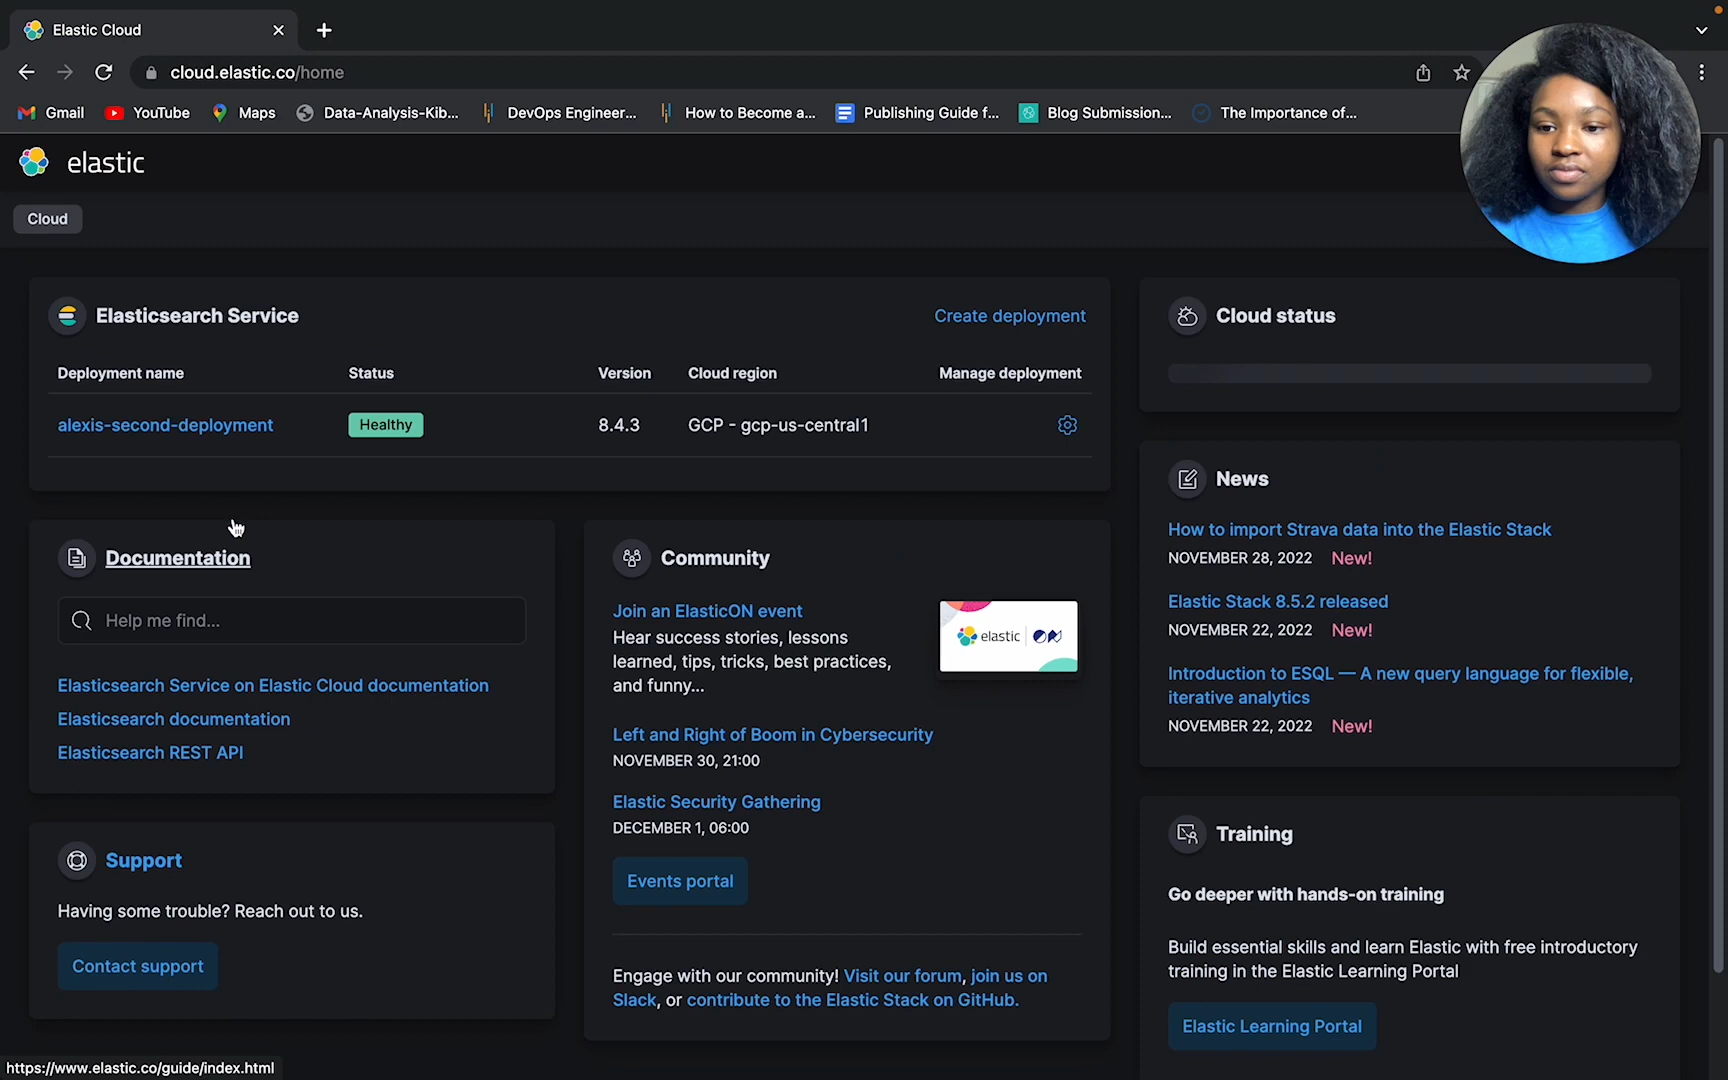 Elastic Cloud
cloud.elastic.co/home
Gmail
YouTube
Maps
Data-Analysis-Kib...
DevOps Engineer...
How to Become a...
Publishing Guide f...
Blog Submission...
The Importance of...
elastic
Cloud
Elasticsearch Service
Create deployment
Deployment name Status Version Cloud region Manage deployment
alexis-second-deployment Healthy 8.4.3 GCP - gcp-us-central1
Documentation
Help me find...
Elasticsearch Service on Elastic Cloud documentation
Elasticsearch documentation
Elasticsearch REST API
Support
Having some trouble? Reach out to us.
Contact support
Community
Join an ElasticON event
Hear success stories, lessons
learned, tips, tricks, best practices,
and funny...
elastic ON
Left and Right of Boom in Cybersecurity
NOVEMBER 30, 21:00
Elastic Security Gathering
DECEMBER 1, 06:00
Events portal
Engage with our community! Visit our forum, join us on
Slack, or contribute to the Elastic Stack on GitHub.
Cloud status
News
How to import Strava data into the Elastic Stack
NOVEMBER 28, 2022 New!
Elastic Stack 8.5.2 released
NOVEMBER 22, 2022 New!
Introduction to ESQL — A new query language for flexible,
iterative analytics
NOVEMBER 22, 2022 New!
Training
Go deeper with hands-on training
Build essential skills and learn Elastic with free introductory
training in the Elastic Learning Portal
Elastic Learning Portal
https://www.elastic.co/guide/index.html